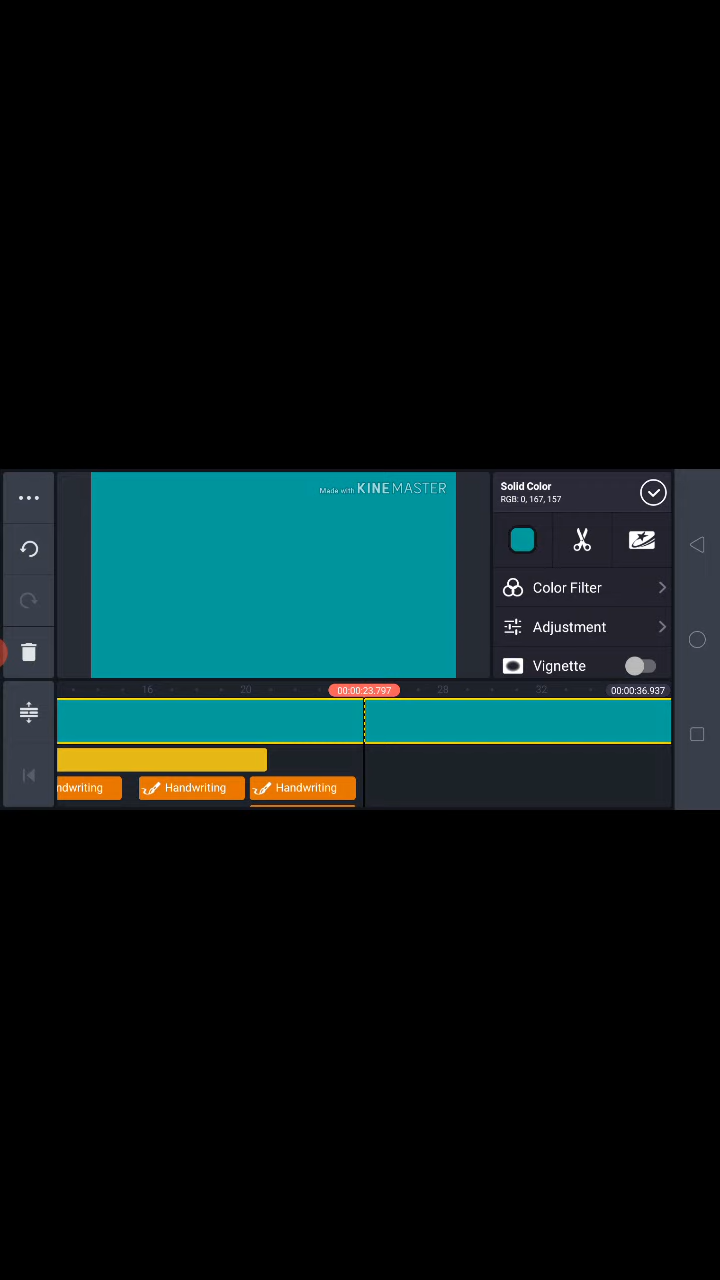 Made with KINEMASTER
Solid Color
RGB: 0, 167, 157
Color Filter
Adjustment
Vignette
16 20 00:00:23.797 28 32 00:00:36.937
ndwriting Handwriting Handwriting